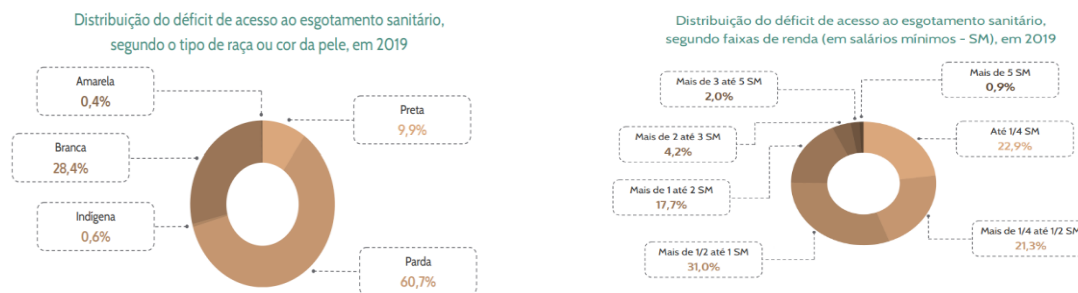 Distribuição do déficit de acesso ao esgotamento sanitário,
segundo o tipo de raça ou cor da pele, em 2019
Amarela
0,4%
Preta
9,9%
Branca
28,4%
Indígena
0,6%
Parda
60,7%
Distribuição do déficit de acesso ao esgotamento sanitário,
segundo faixas de renda (em salários mínimos - SM), em 2019
Mais de 3 até 5 SM
2,0%
Mais de 5 SM
0,9%
Mais de 2 até 3 SM
4,2%
Até 1/4 SM
22,9%
Mais de 1 até 2 SM
17,7%
Mais de 1/4 até 1/2 SM
21,3%
Mais de 1/2 até 1 SM
31,0%